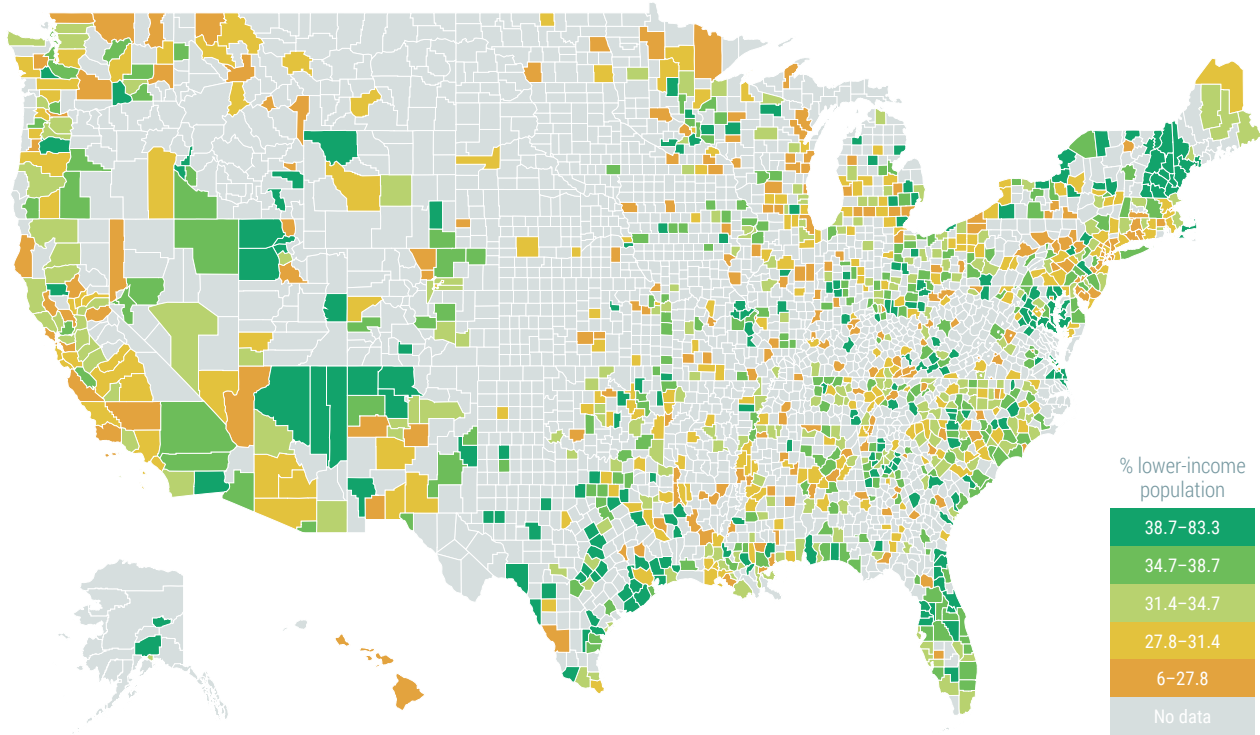 % lower-income
population
38.7–83.3
34.7–38.7
31.4–34.7
27.8–31.4
6–27.8
No data